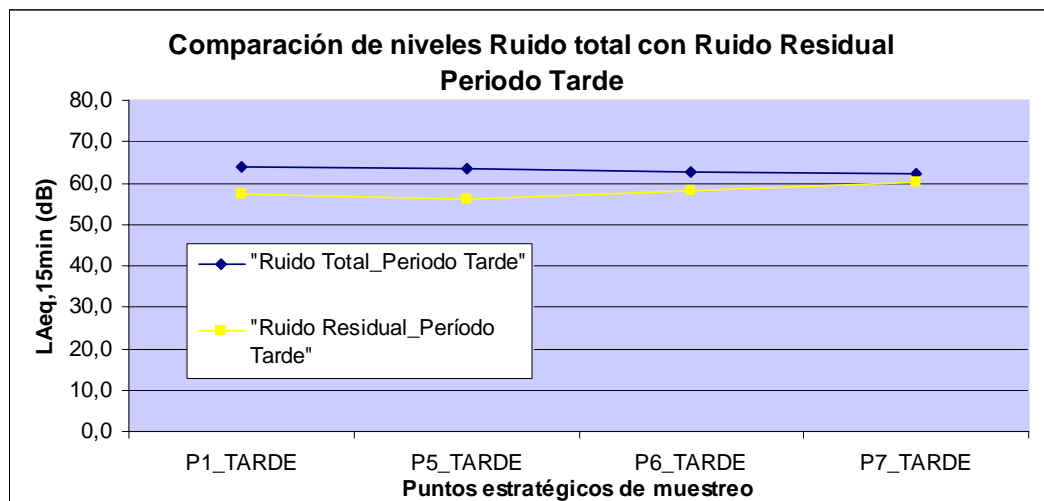 Comparación de niveles Ruido total con Ruido Residual
Periodo Tarde
80,0
70,0
60,0
50,0
40,0
30,0
20,0
10,0
0,0
LAeq,15min (dB)
"Ruido Total_Periodo Tarde"
"Ruido Residual_Período
Tarde"
P1_TARDE
P5_TARDE
P6_TARDE
P7_TARDE
Puntos estratégicos de muestreo